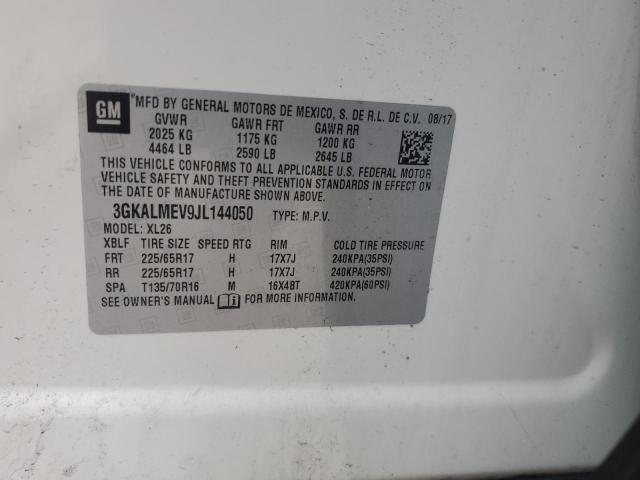 GM *MFD BY GENERAL MOTORS DE MEXICO, S. DE R.L. DE C.V. 08/17
GVWR GAWR FRT GAWR RR
2025 KG 1175 KG 1200 KG
4464 LB 2590 LB 2645 LB
THIS VEHICLE CONFORMS TO ALL APPLICABLE U.S. FEDERAL MOTOR
VEHICLE SAFETY AND THEFT PREVENTION STANDARDS IN EFFECT ON
THE DATE OF MANUFACTURE SHOWN ABOVE.
3GKALMEV9JL144050 TYPE: M.P.V.
MODEL: XL26
XBLF TIRE SIZE SPEED RTG RIM COLD TIRE PRESSURE
FRT 225/65R17 H 17X7J 240KPA(35PSI)
RR 225/65R17 H 17X7J 240KPA(35PSI)
SPA T135/70R16 M 16X4BT 420KPA(60PSI)
SEE OWNER'S MANUAL FOR MORE INFORMATION.